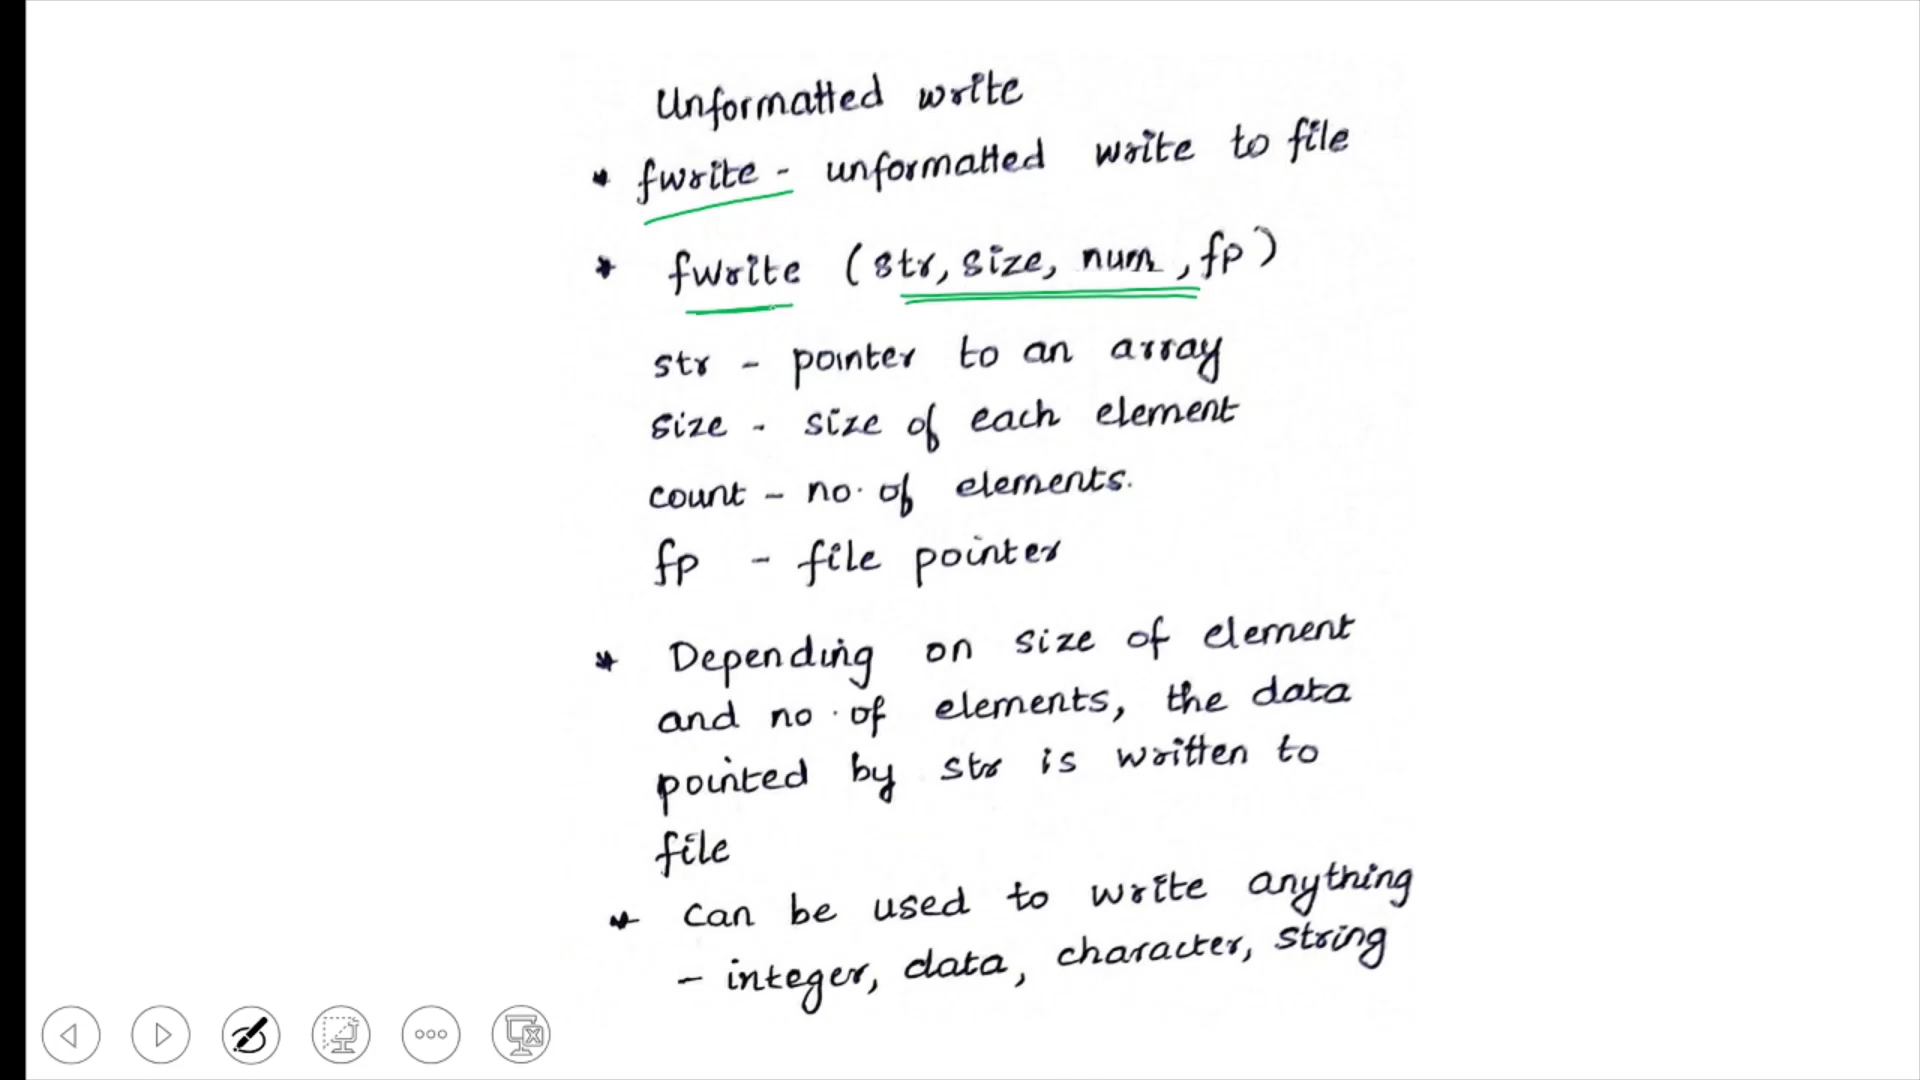 Unformatted write
* fwrite - unformatted write to file
* fwrite (str, size, num, fp)
str - pointer to an array
size - size of each element
count - no. of elements.
fp - file pointer
* Depending on size of element
and no. of elements, the data
pointed by str is written to
file
* can be used to write anything
- integer, data, character, string